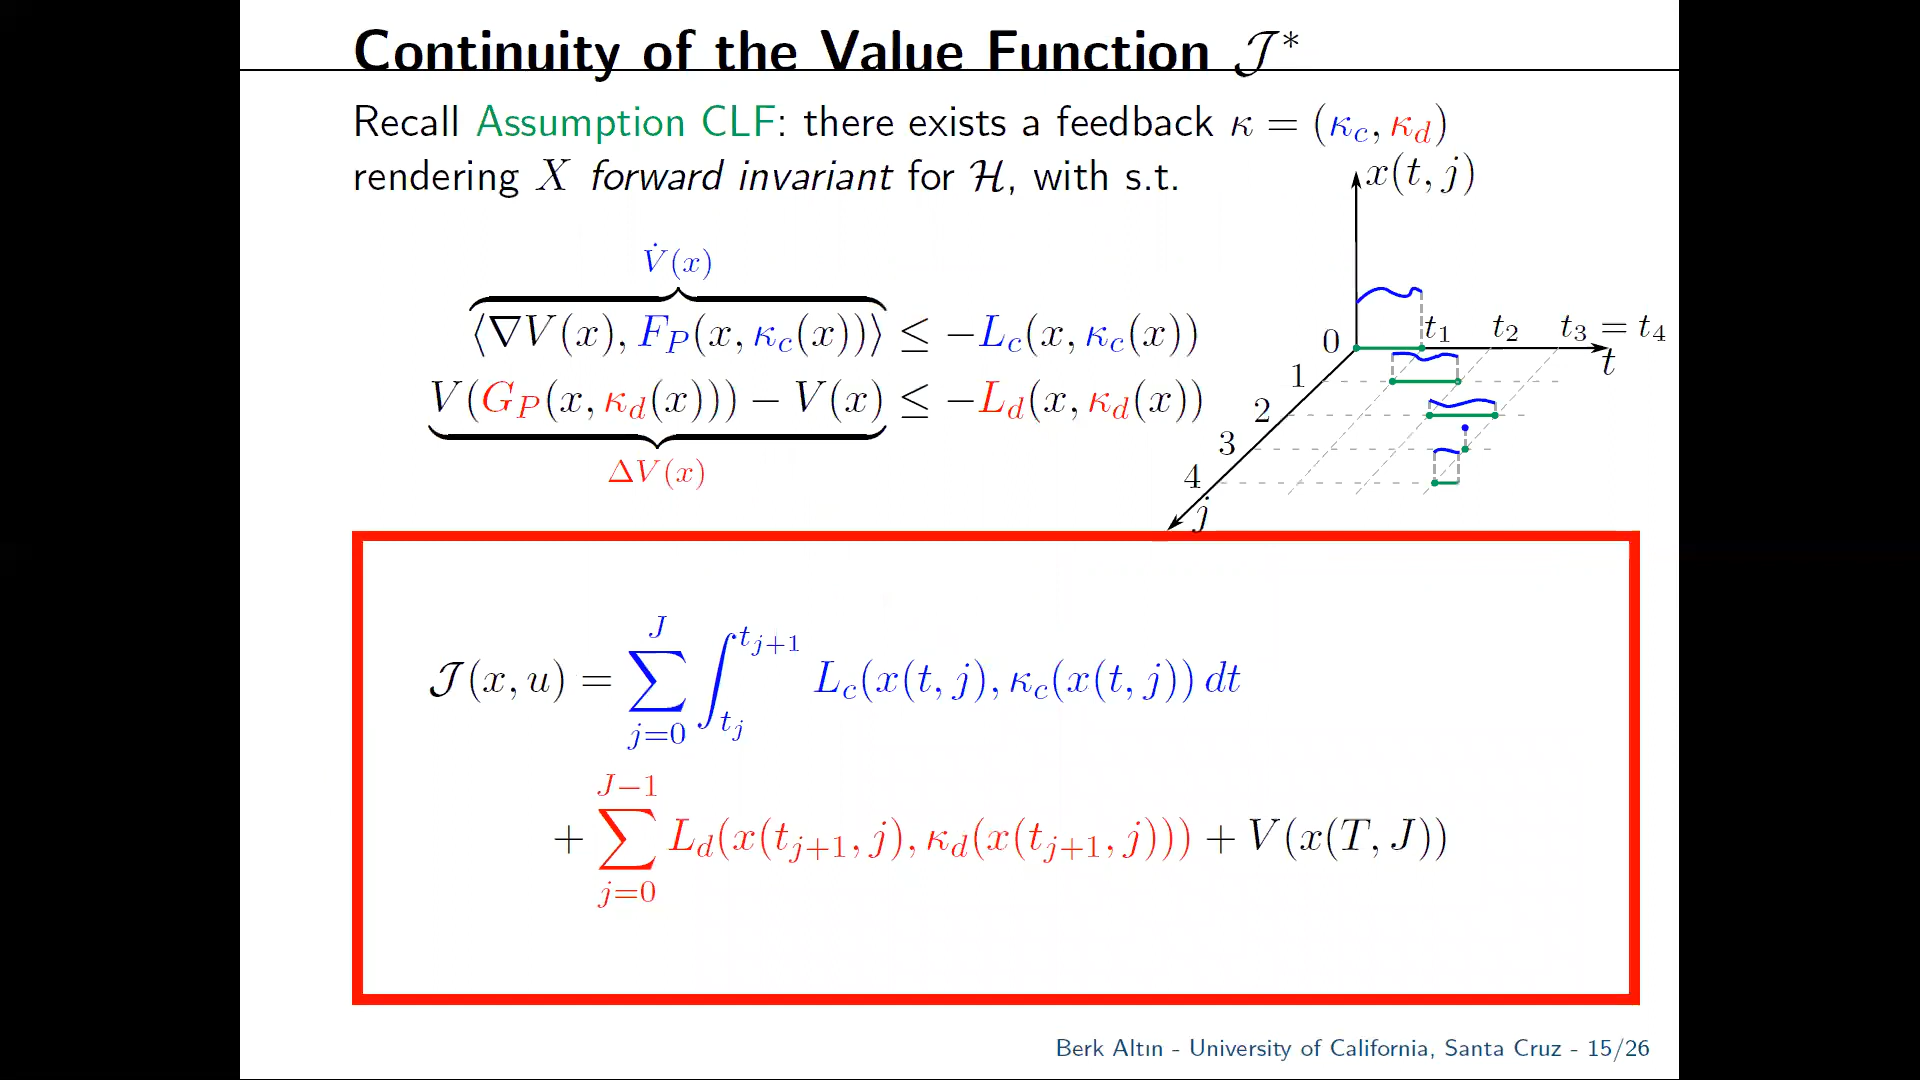 Continuity of the Value Function 𝒥*
Recall Assumption CLF: there exists a feedback κ = (κ_c, κ_d)
rendering X forward invariant for ℋ, with s.t.
x(t, j)
V̇(x)
⟨∇V(x), F_P(x, κ_c(x))⟩ ≤ −L_c(x, κ_c(x))
V(G_P(x, κ_d(x))) − V(x) ≤ −L_d(x, κ_d(x))
ΔV(x)
0 t_1 t_2 t_3 = t_4
t
1
2
3
4
j
𝒥(x, u) = ∑_{j=0}^{J} ∫_{t_j}^{t_{j+1}} L_c(x(t, j), κ_c(x(t, j)) dt
+ ∑_{j=0}^{J−1} L_d(x(t_{j+1}, j), κ_d(x(t_{j+1}, j))) + V(x(T, J))
Berk Altın - University of California, Santa Cruz - 15/26